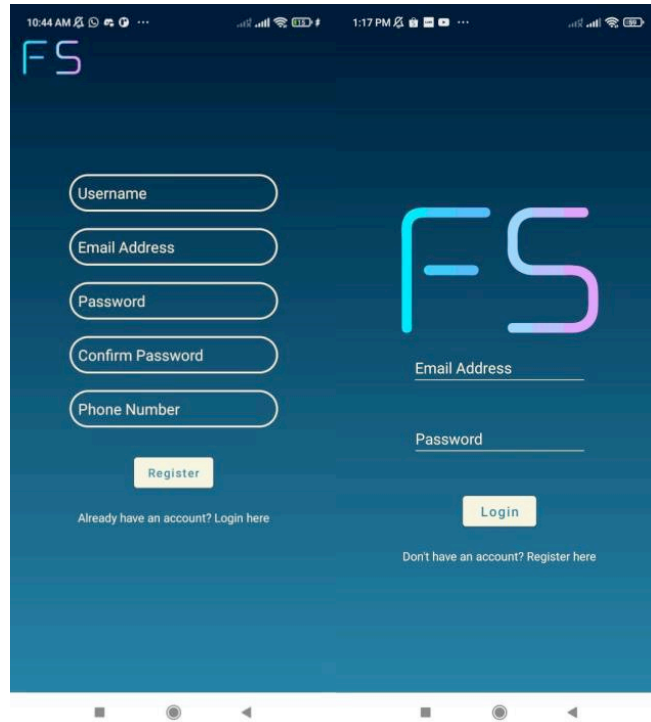 10:44 AM
FS
Username
Email Address
Password
Confirm Password
Phone Number
Register
Already have an account? Login here
1:17 PM
FS
Email Address
Password
Login
Don't have an account? Register here